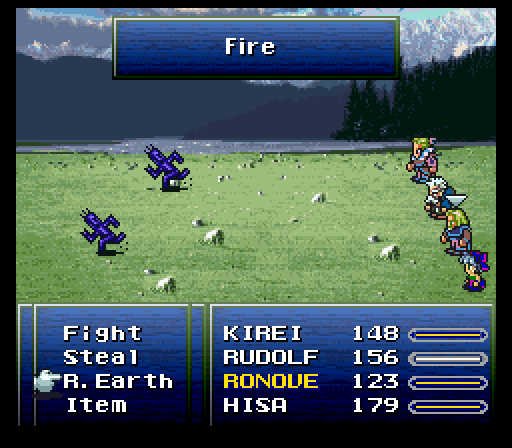 Fire
Fight
Steal
R.Earth
Item
KIREI 148
RUDOLF 156
RONOVE 123
HISA 179